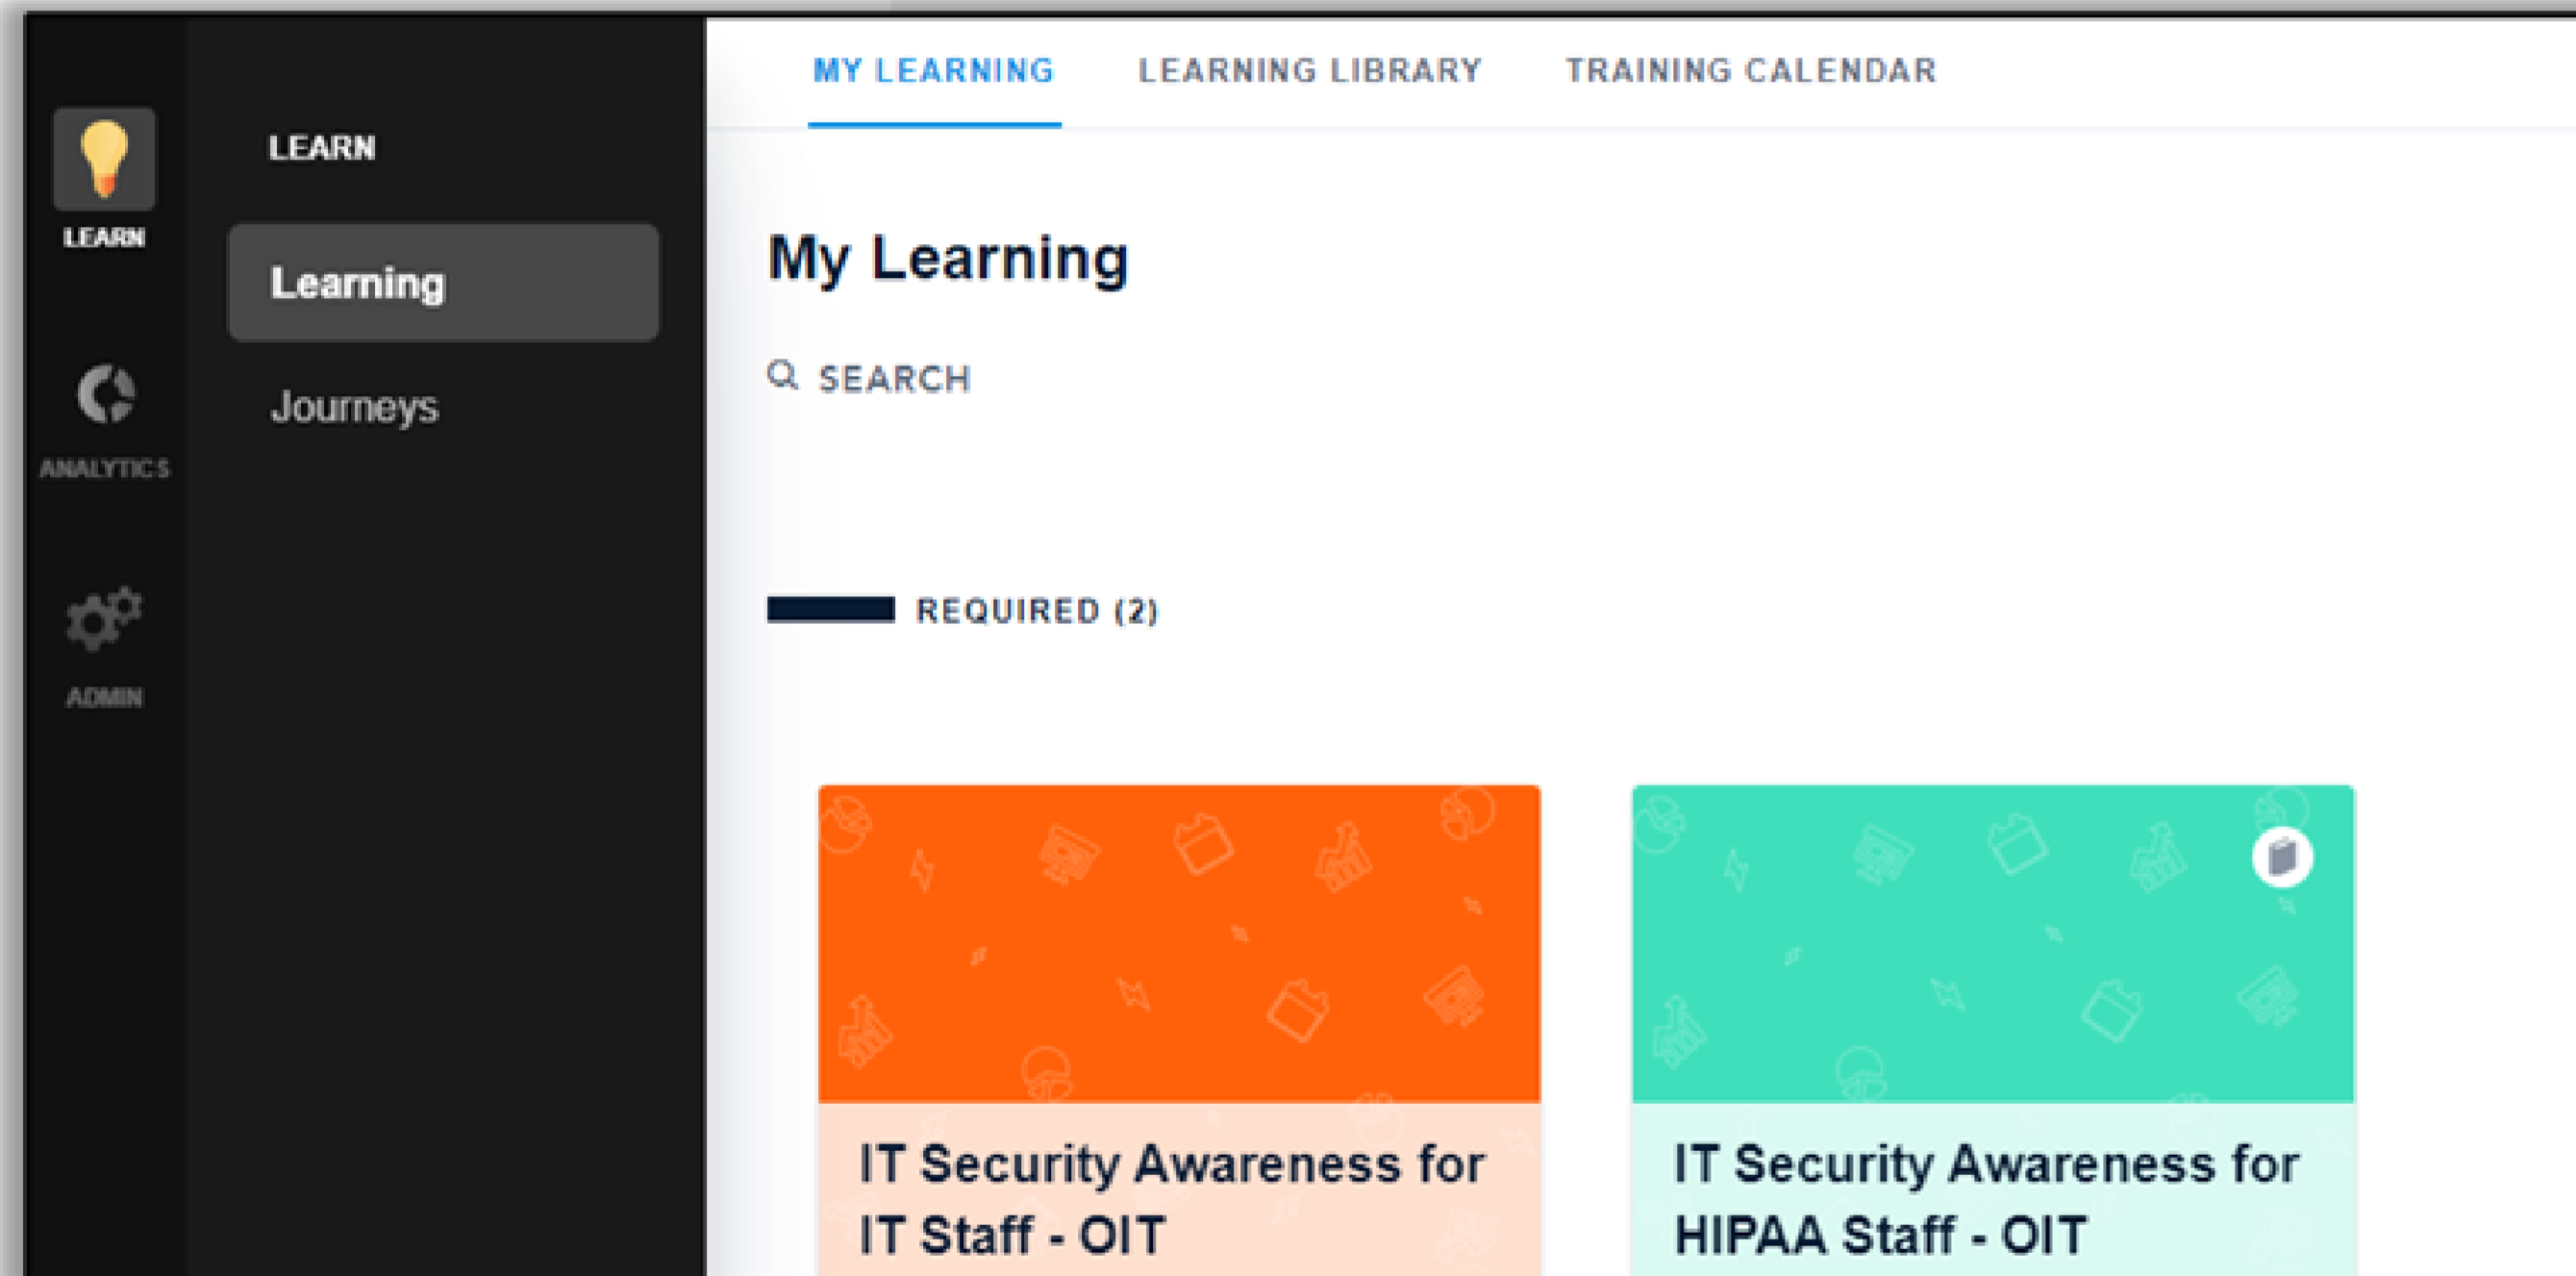 LEARN
ANALYTICS
ADMIN
LEARN
Learning
Journeys
MY LEARNING LEARNING LIBRARY TRAINING CALENDAR
My Learning
SEARCH
REQUIRED (2)
IT Security Awareness for
IT Staff - OIT
IT Security Awareness for
HIPAA Staff - OIT